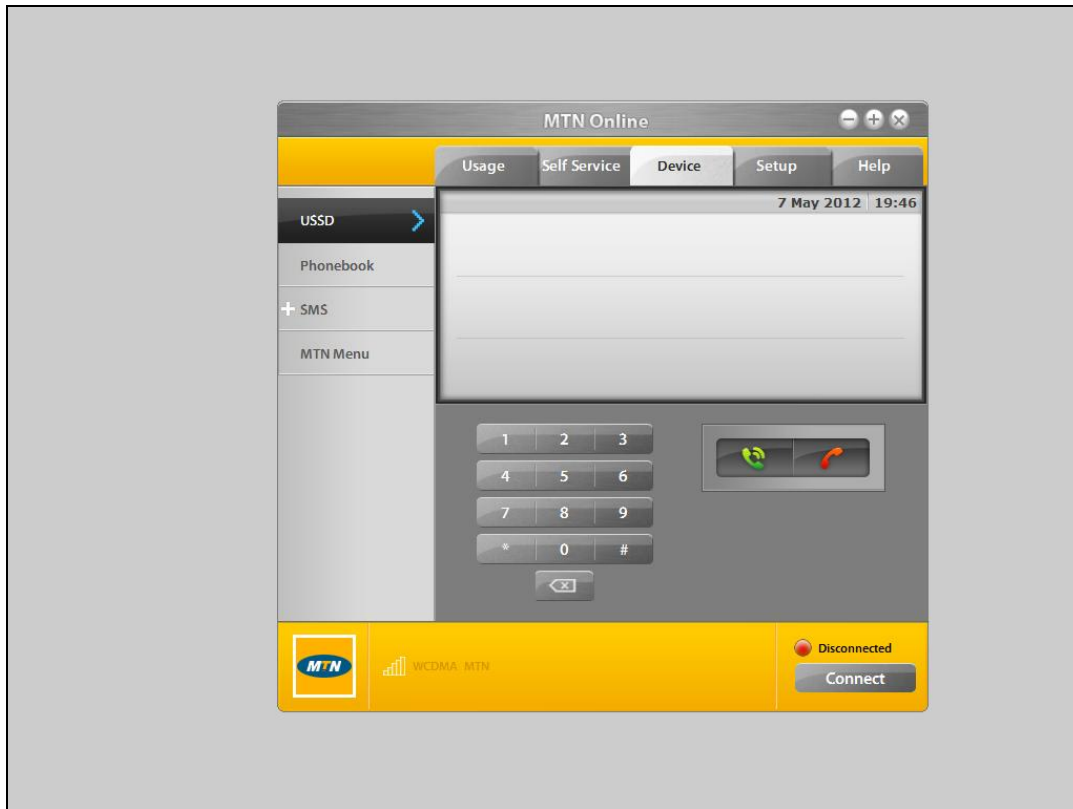 MTN Online
Usage Self Service Device Setup Help
7 May 2012 19:46
USSD
Phonebook
SMS
MTN Menu
1 2 3
4 5 6
7 8 9
* 0 #
MTN
WCDMA MTN
Disconnected
Connect